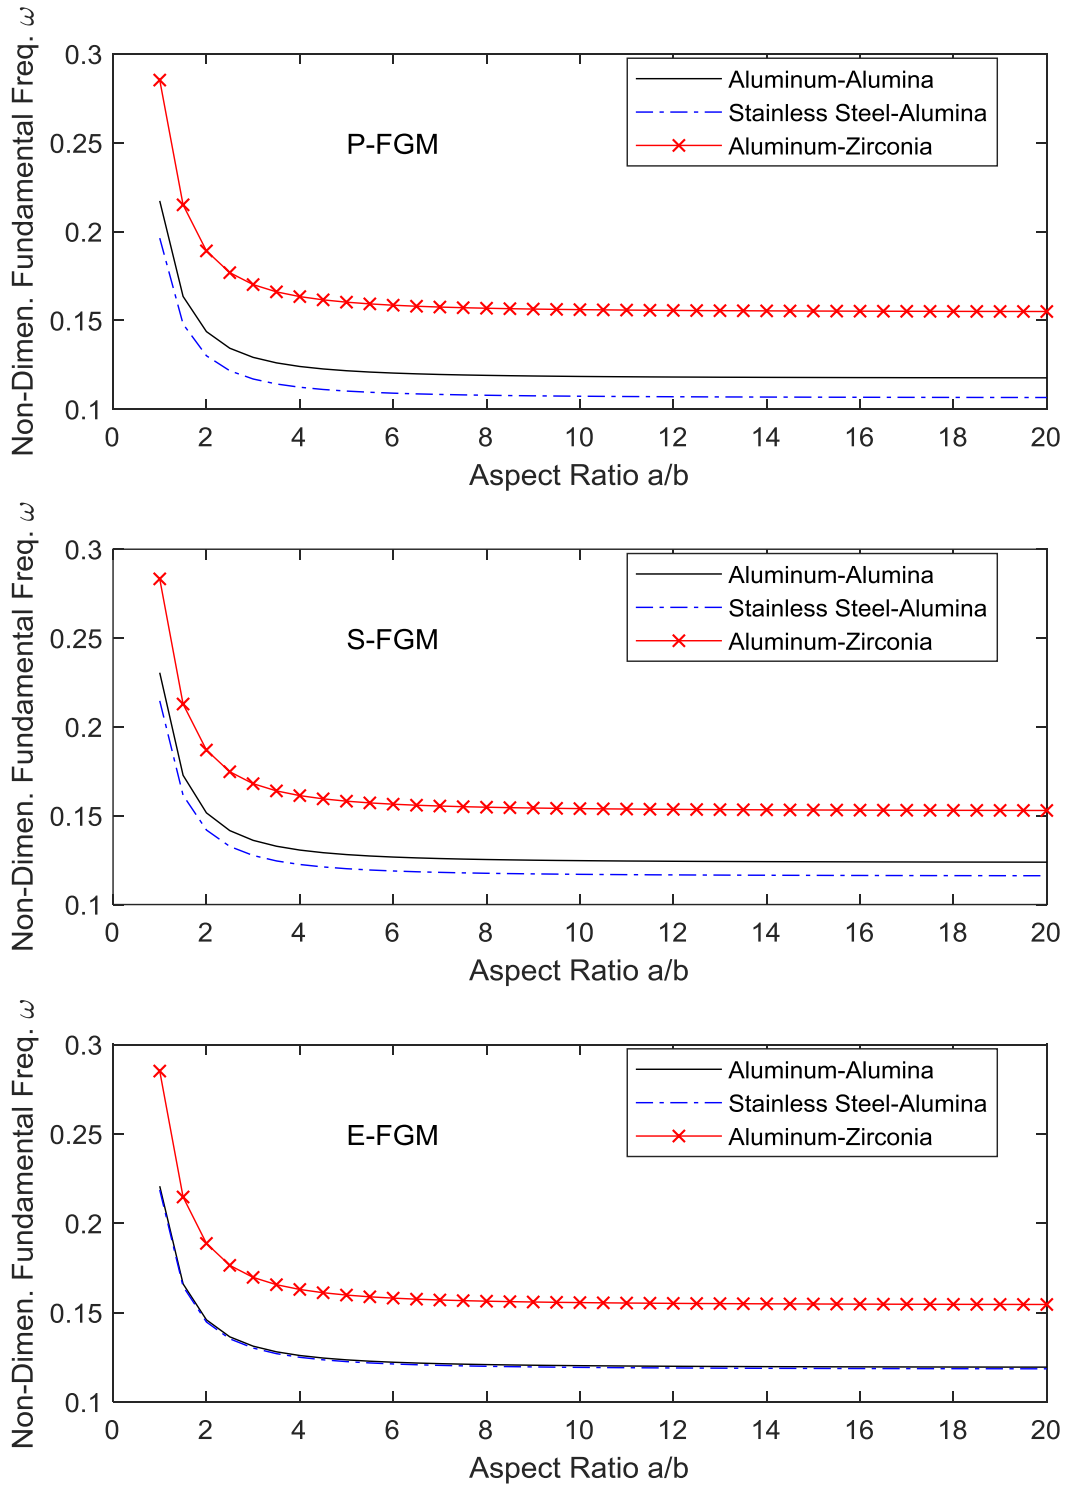 Non-Dimen. Fundamental Freq. ω
0.3
0.25
0.2
0.15
0.1
P-FGM
Aluminum-Alumina
Stainless Steel-Alumina
Aluminum-Zirconia
0 2 4 6 8 10 12 14 16 18 20
Aspect Ratio a/b
Non-Dimen. Fundamental Freq. ω
0.3
0.25
0.2
0.15
0.1
S-FGM
Aluminum-Alumina
Stainless Steel-Alumina
Aluminum-Zirconia
0 2 4 6 8 10 12 14 16 18 20
Aspect Ratio a/b
Non-Dimen. Fundamental Freq. ω
0.3
0.25
0.2
0.15
0.1
E-FGM
Aluminum-Alumina
Stainless Steel-Alumina
Aluminum-Zirconia
0 2 4 6 8 10 12 14 16 18 20
Aspect Ratio a/b